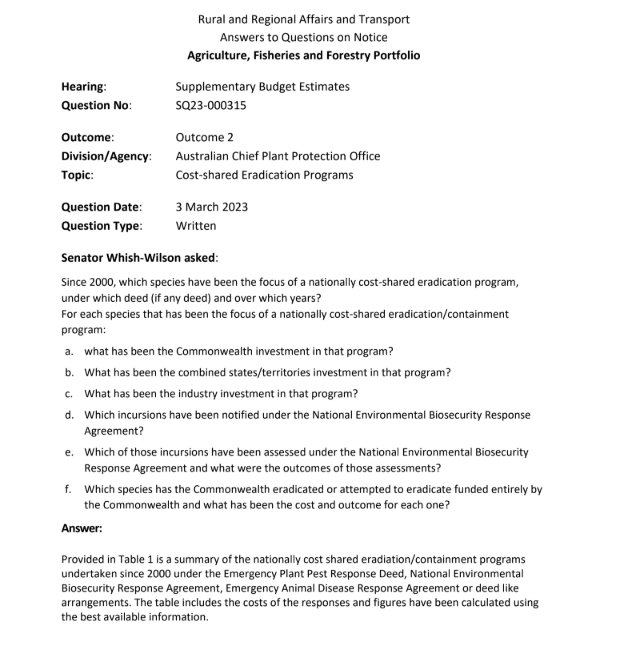 Rural and Regional Affairs and Transport
Answers to Questions on Notice
Agriculture, Fisheries and Forestry Portfolio
Hearing: Supplementary Budget Estimates
Question No: SQ23-000315
Outcome: Outcome 2
Division/Agency: Australian Chief Plant Protection Office
Topic: Cost-shared Eradication Programs
Question Date: 3 March 2023
Question Type: Written
Senator Whish-Wilson asked:
Since 2000, which species have been the focus of a nationally cost-shared eradication program,
under which deed (if any deed) and over which years?
For each species that has been the focus of a nationally cost-shared eradication/containment
program:
a. what has been the Commonwealth investment in that program?
b. What has been the combined states/territories investment in that program?
c. What has been the industry investment in that program?
d. Which incursions have been notified under the National Environmental Biosecurity Response
Agreement?
e. Which of those incursions have been assessed under the National Environmental Biosecurity
Response Agreement and what were the outcomes of those assessments?
f. Which species has the Commonwealth eradicated or attempted to eradicate funded entirely by
the Commonwealth and what has been the cost and outcome for each one?
Answer:
Provided in Table 1 is a summary of the nationally cost shared eradiation/containment programs
undertaken since 2000 under the Emergency Plant Pest Response Deed, National Environmental
Biosecurity Response Agreement, Emergency Animal Disease Response Agreement or deed like
arrangements. The table includes the costs of the responses and figures have been calculated using
the best available information.